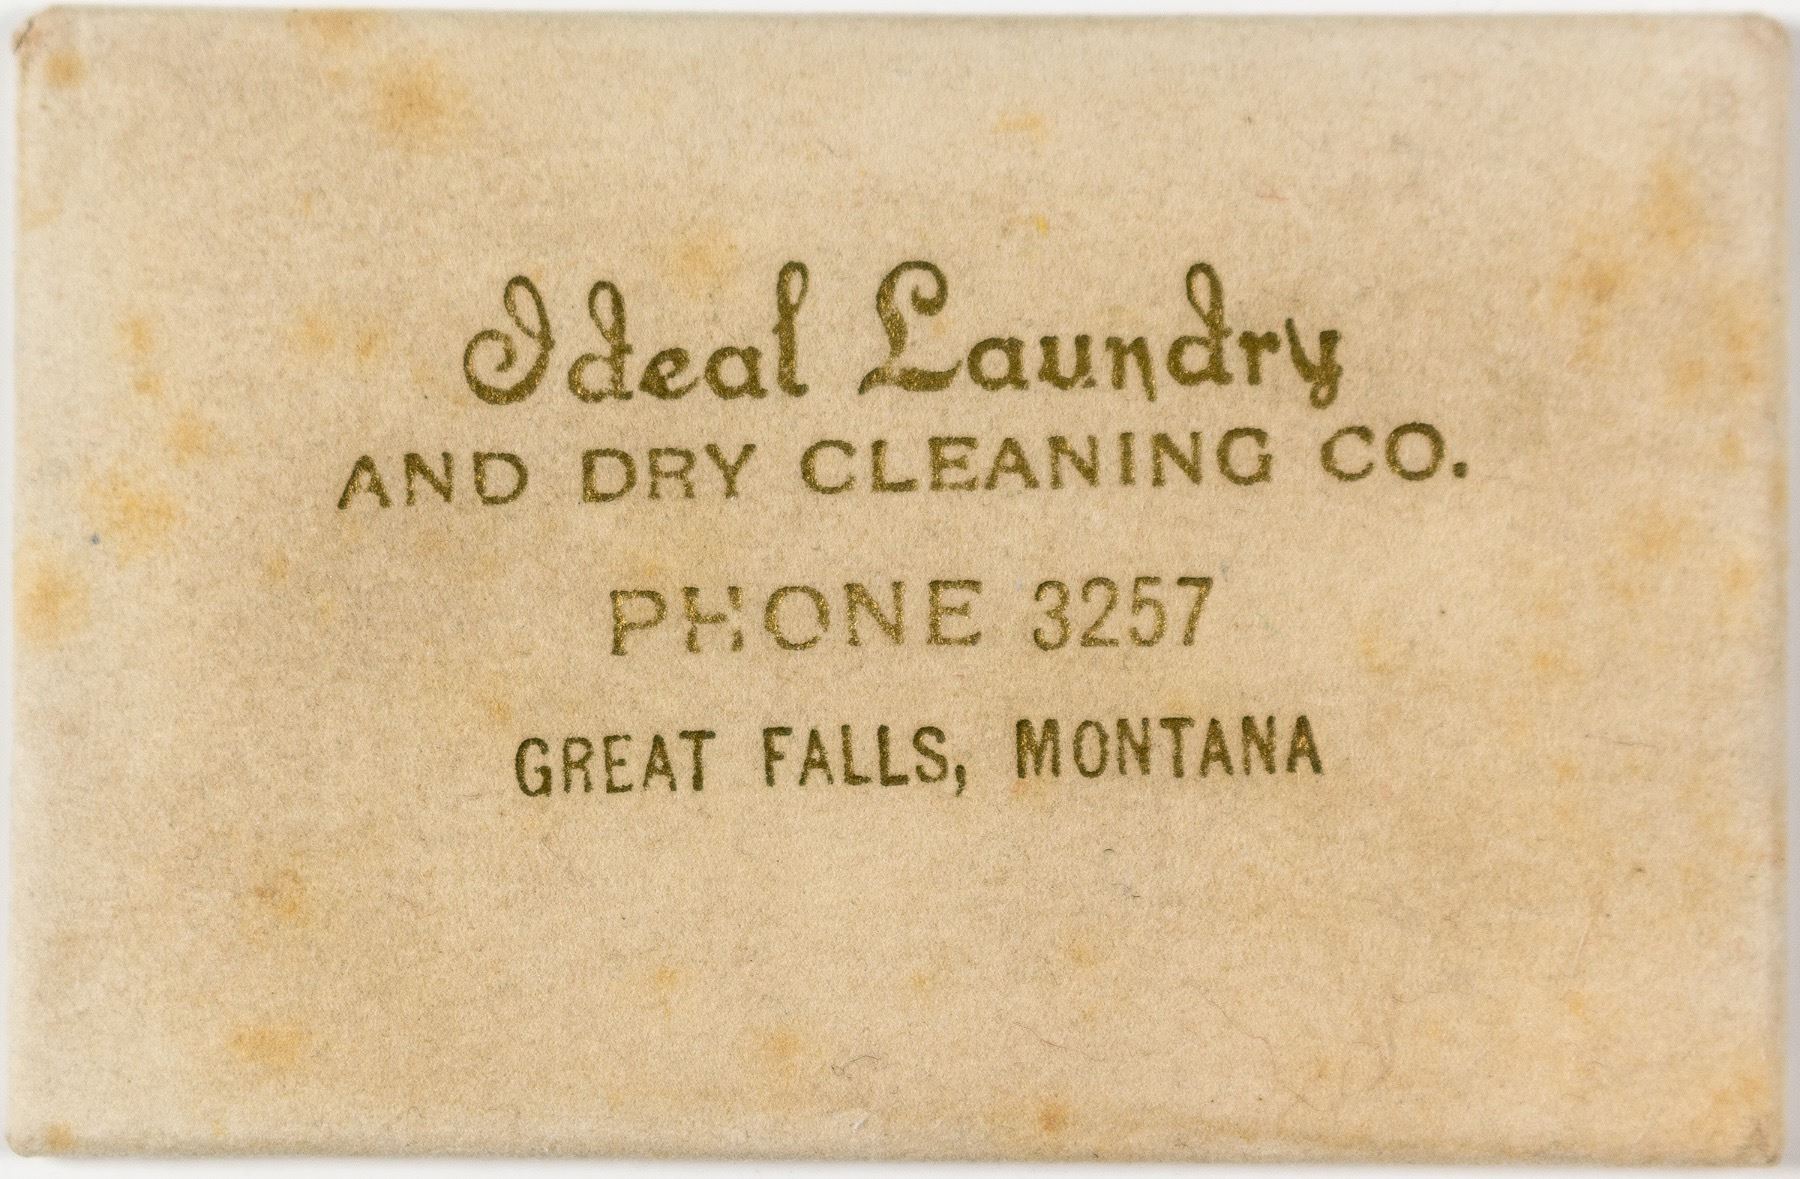 Ideal Laundry
AND DRY CLEANING CO.
PHONE 3257
GREAT FALLS, MONTANA